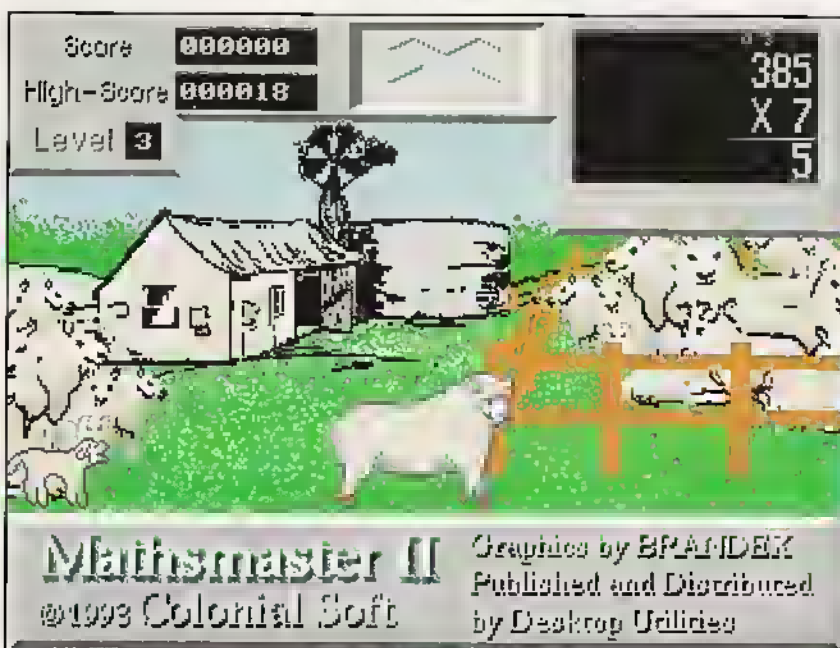 Score 000000
High-Score 000018
Level 3
385
X 7
5
Mathsmaster II
©1993 Colonial Soft
Graphics by BRANDEX
Published and Distributed
by Desktop Utilities